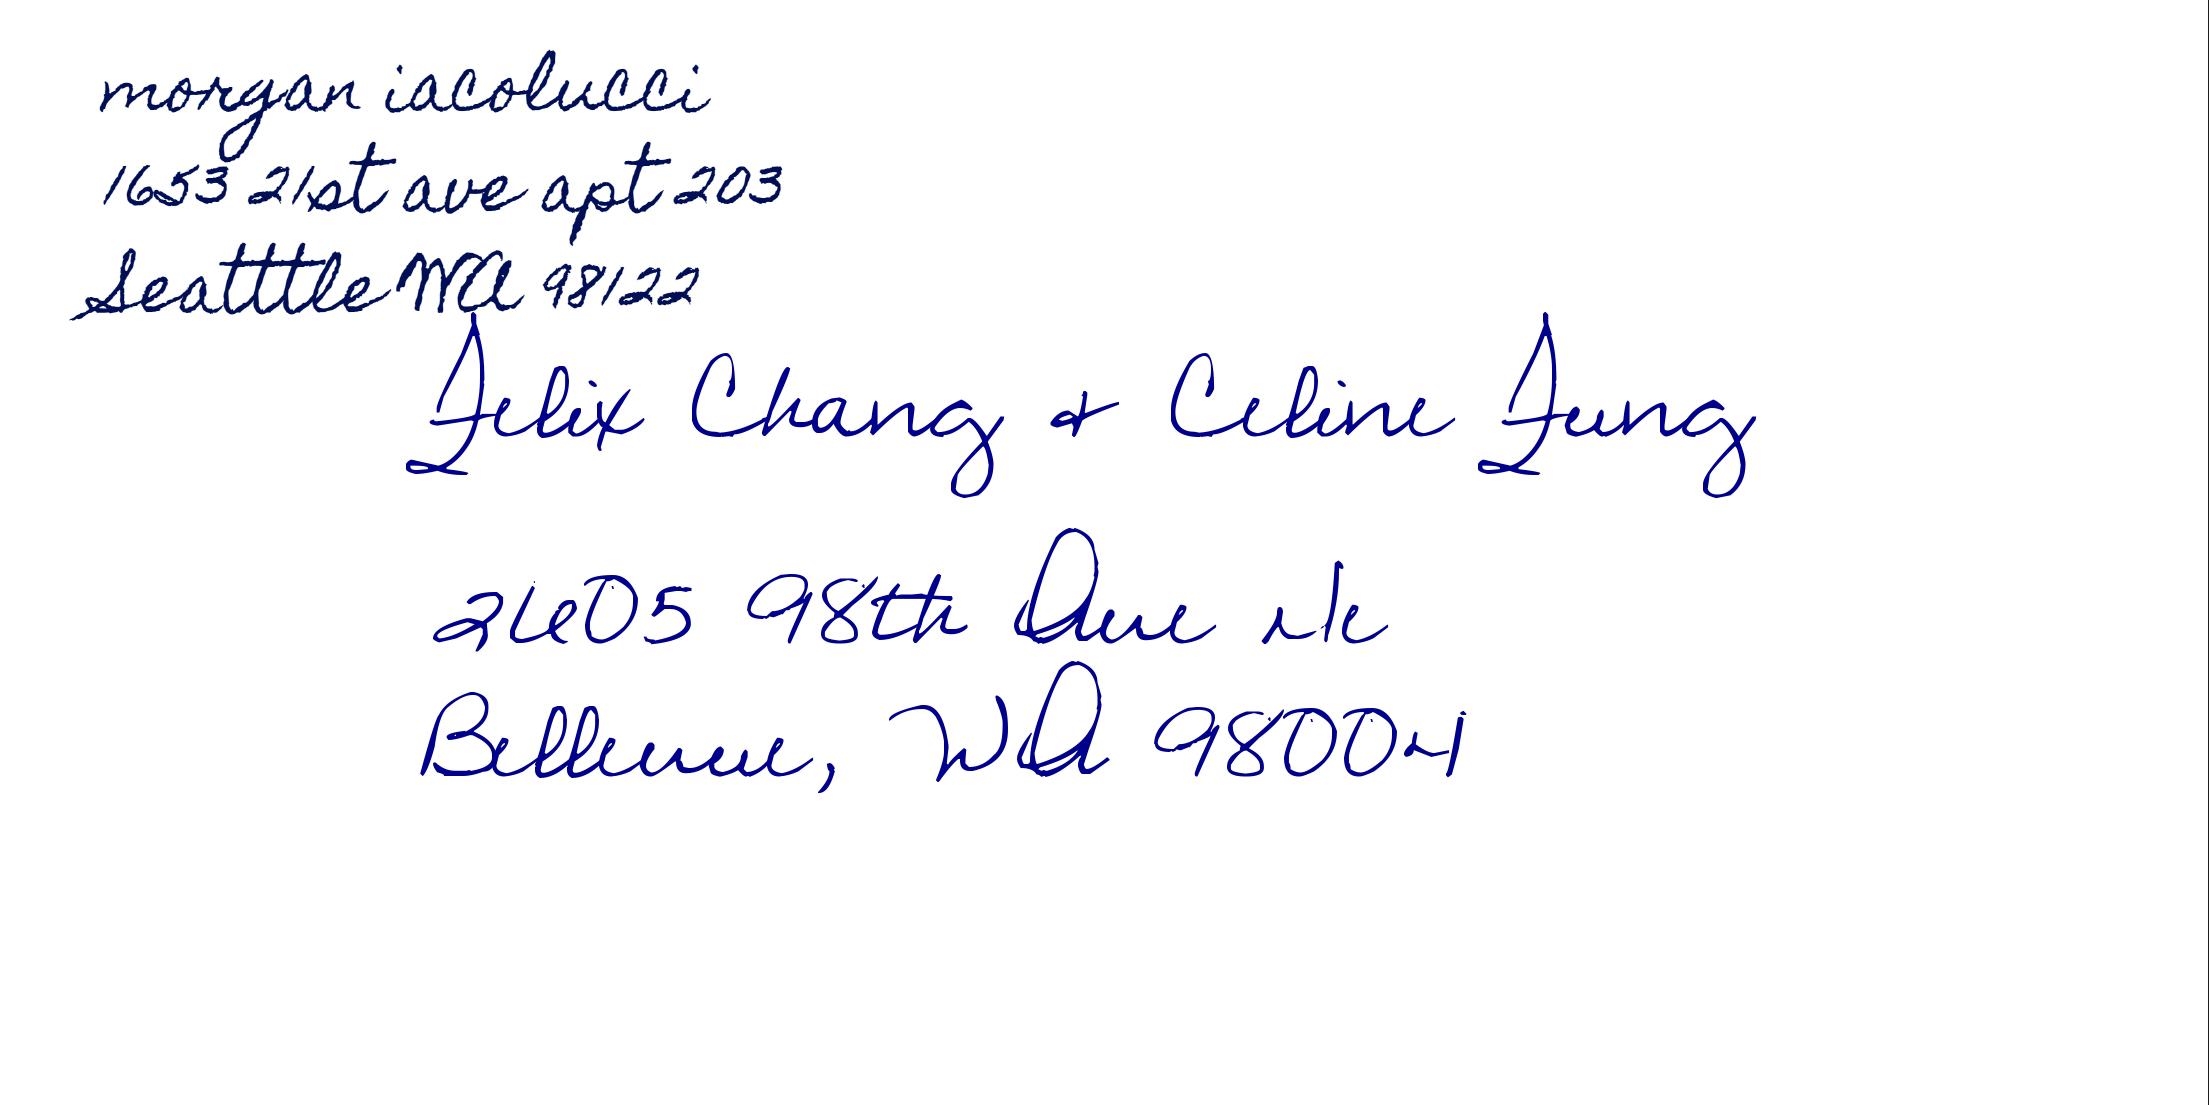 morgan iacolucci
1653 21st ave apt 203
Seatttle WA 98122
Felix Chang & Celine Fung
2605 98th Ave Ne
Bellevue, WA 98004